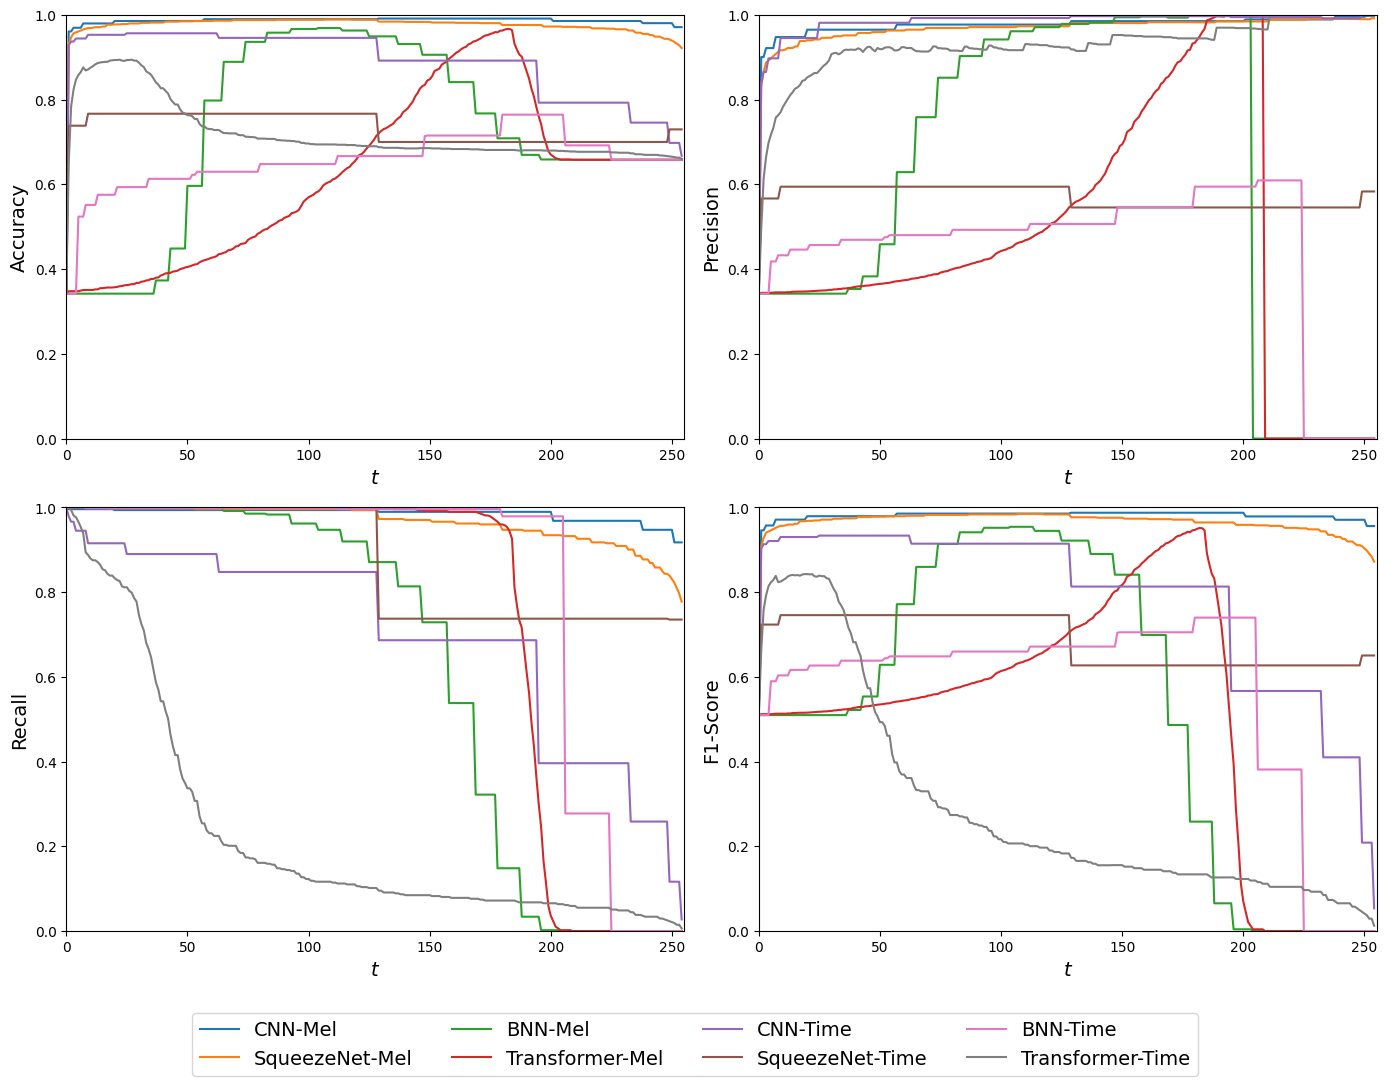 1.0
0.8
0.6
0.4
0.2
0.0
Accuracy
0 50 100 150 200 250
t
1.0
0.8
0.6
0.4
0.2
0.0
Precision
0 50 100 150 200 250
t
1.0
0.8
0.6
0.4
0.2
0.0
Recall
0 50 100 150 200 250
t
1.0
0.8
0.6
0.4
0.2
0.0
F1-Score
0 50 100 150 200 250
t
CNN-Mel BNN-Mel CNN-Time BNN-Time
SqueezeNet-Mel Transformer-Mel SqueezeNet-Time Transformer-Time